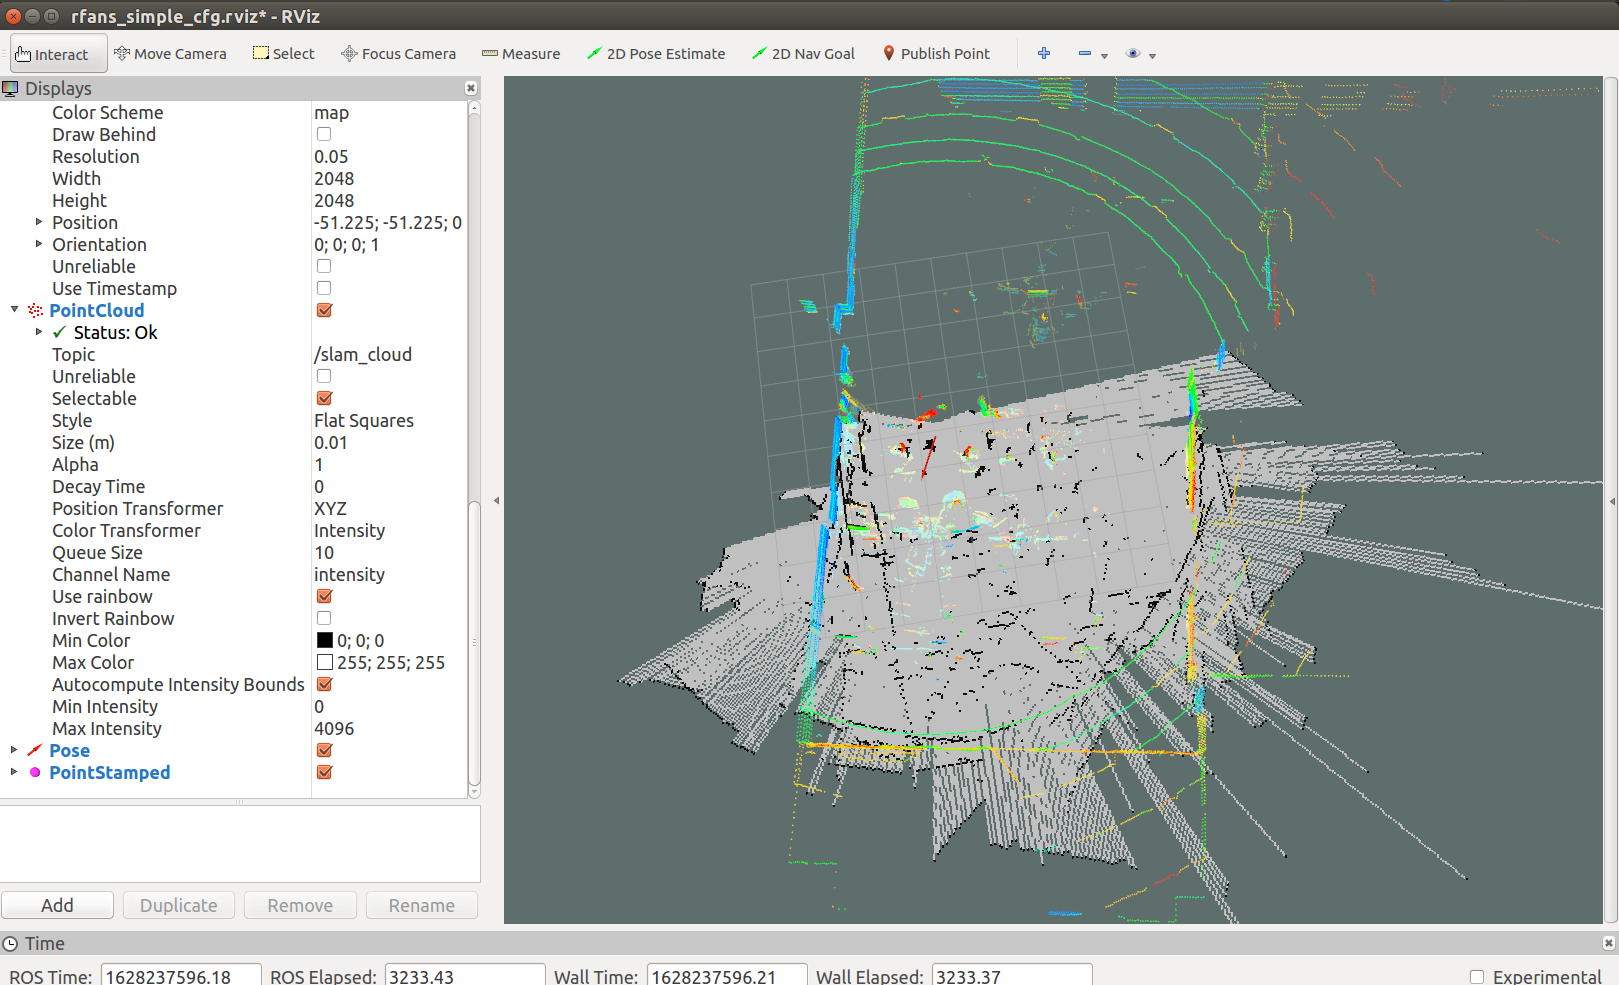 rfans_simple_cfg.rviz* - RViz
Interact Move Camera Select Focus Camera Measure 2D Pose Estimate 2D Nav Goal Publish Point
Displays
Color Scheme map
Draw Behind
Resolution 0.05
Width 2048
Height 2048
Position -51.225; -51.225; 0
Orientation 0; 0; 0; 1
Unreliable
Use Timestamp
PointCloud
Status: Ok
Topic /slam_cloud
Unreliable
Selectable
Style Flat Squares
Size (m) 0.01
Alpha 1
Decay Time 0
Position Transformer XYZ
Color Transformer Intensity
Queue Size 10
Channel Name intensity
Use rainbow
Invert Rainbow
Min Color 0; 0; 0
Max Color 255; 255; 255
Autocompute Intensity Bounds
Min Intensity 0
Max Intensity 4096
Pose
PointStamped
Add Duplicate Remove Rename
Time
ROS Time: 1628237596.18 ROS Elapsed: 3233.43 Wall Time: 1628237596.21 Wall Elapsed: 3233.37 Experimental